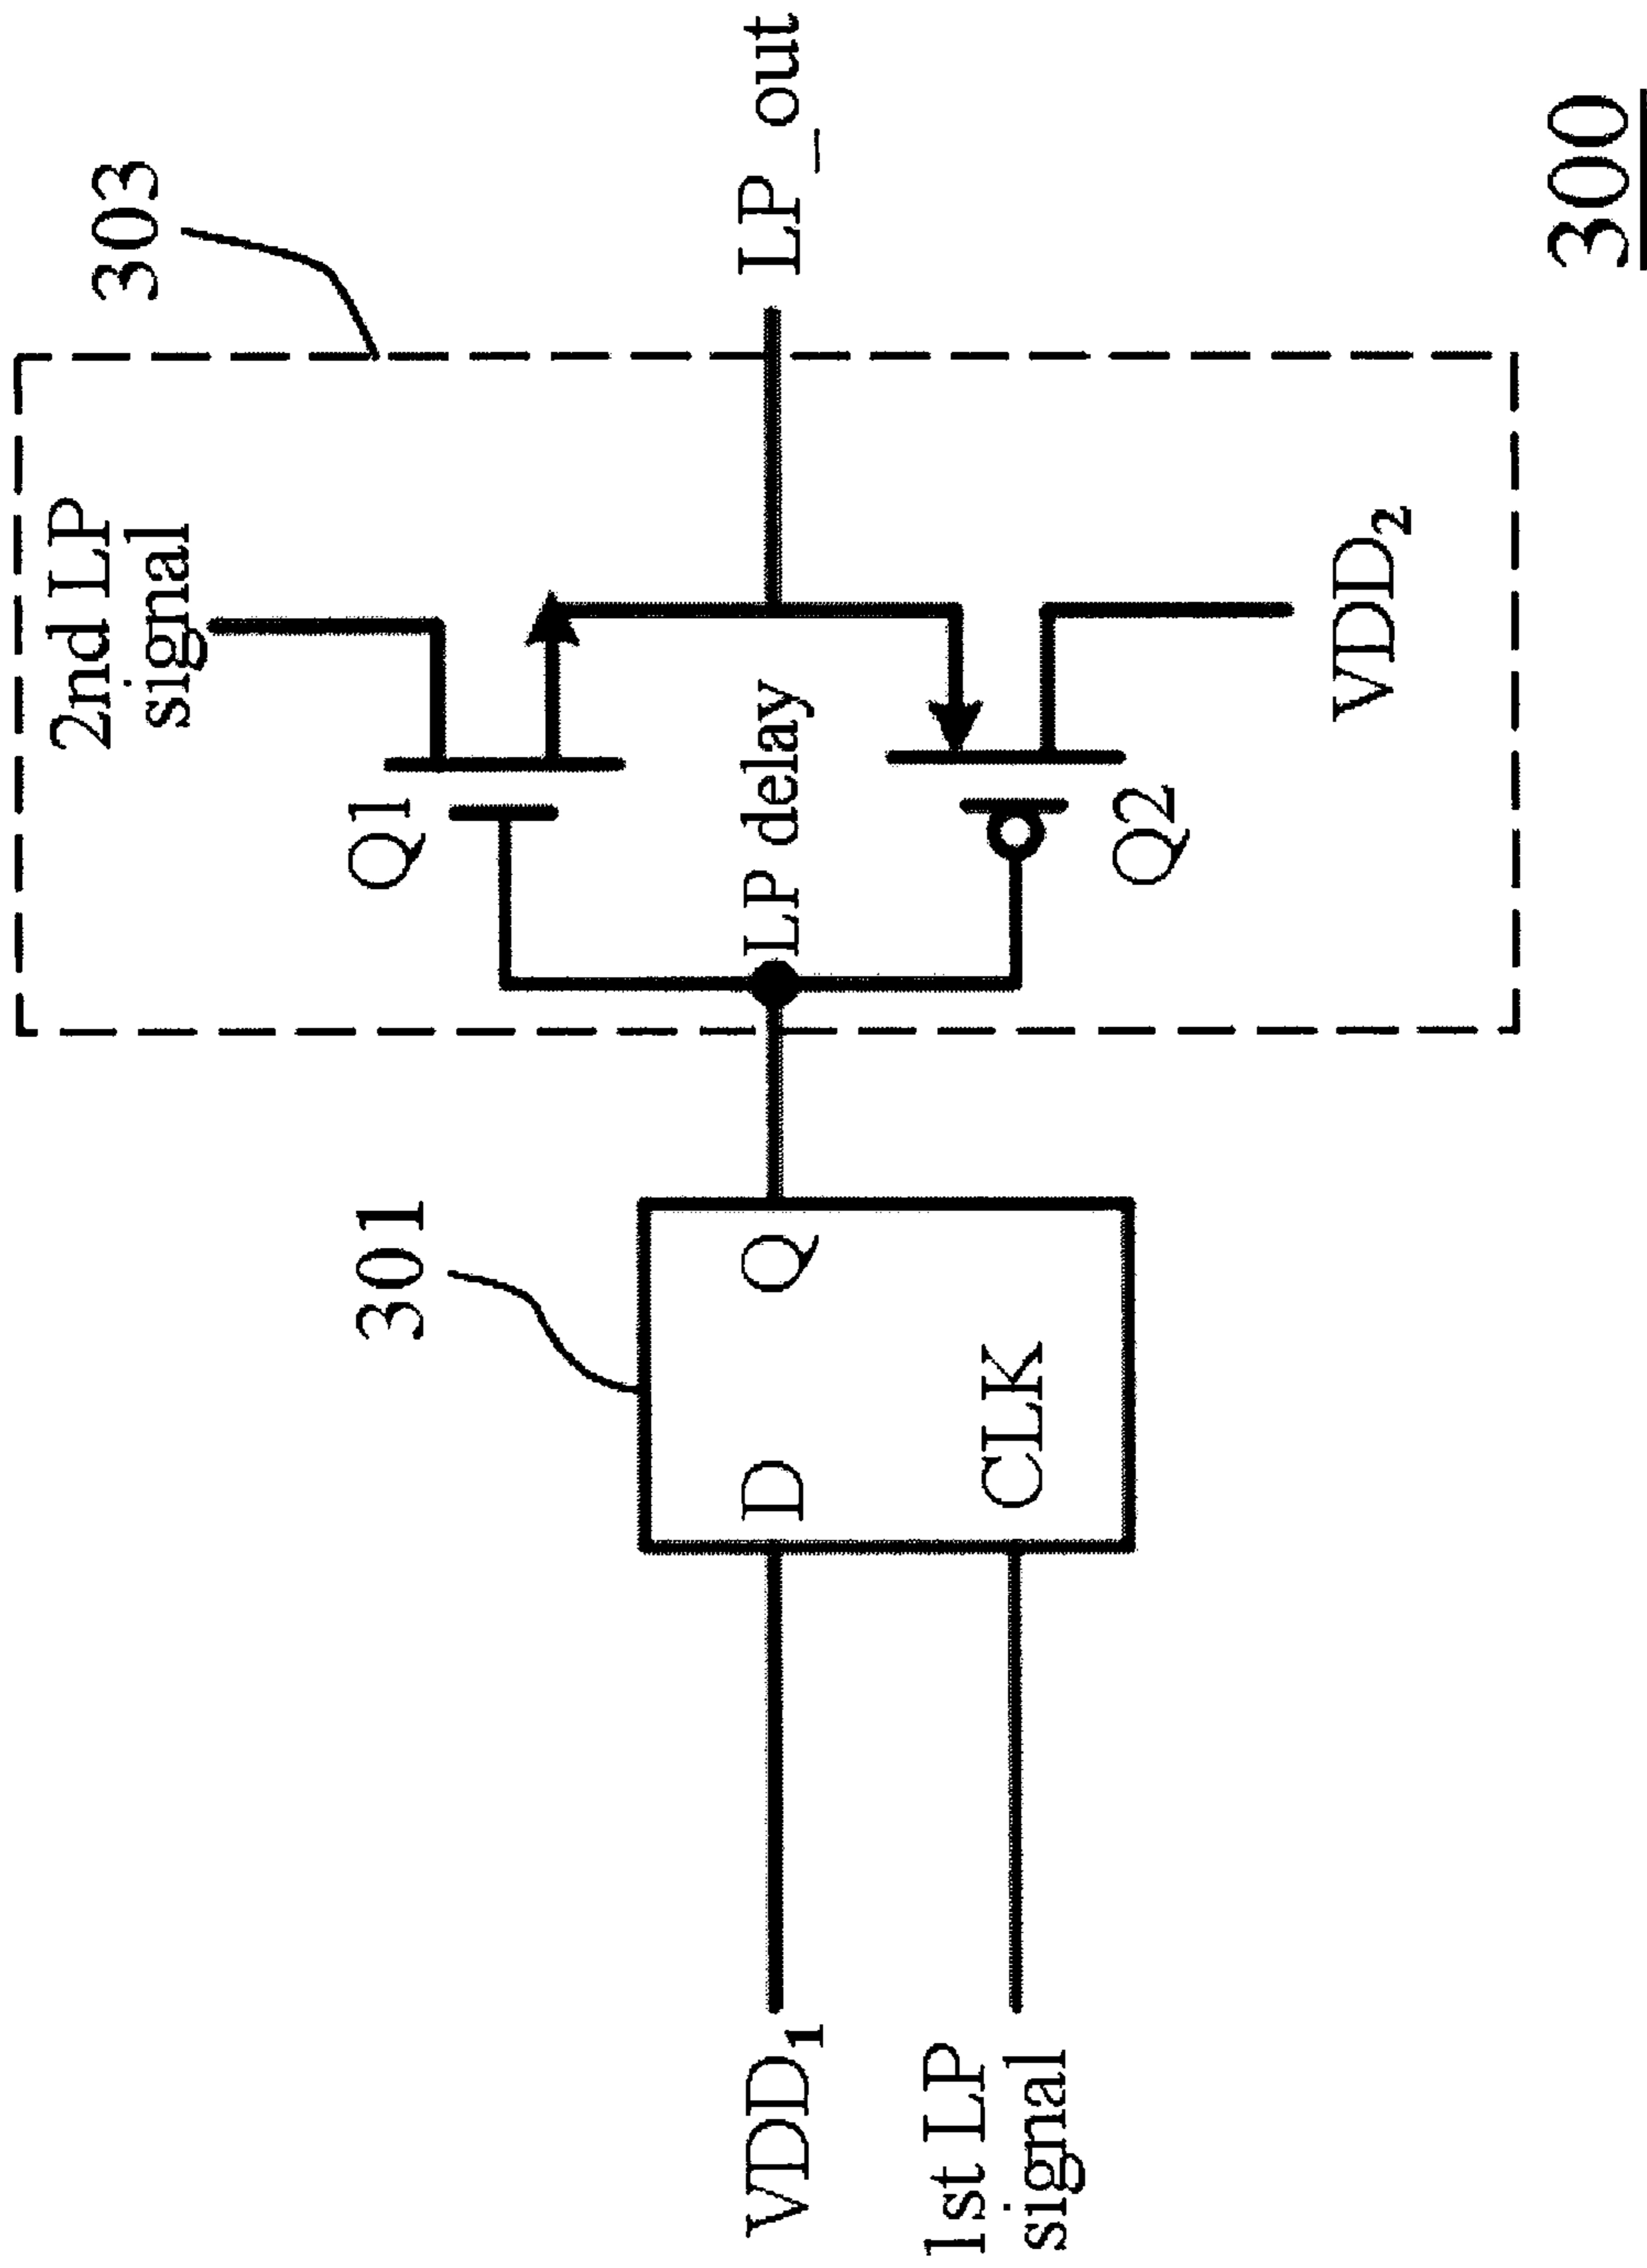 303
2nd LP
signal
Q1
LP delay
LP_out
Q2
VDD₂
301
D
Q
CLK
VDD₁
1st LP
signal
300